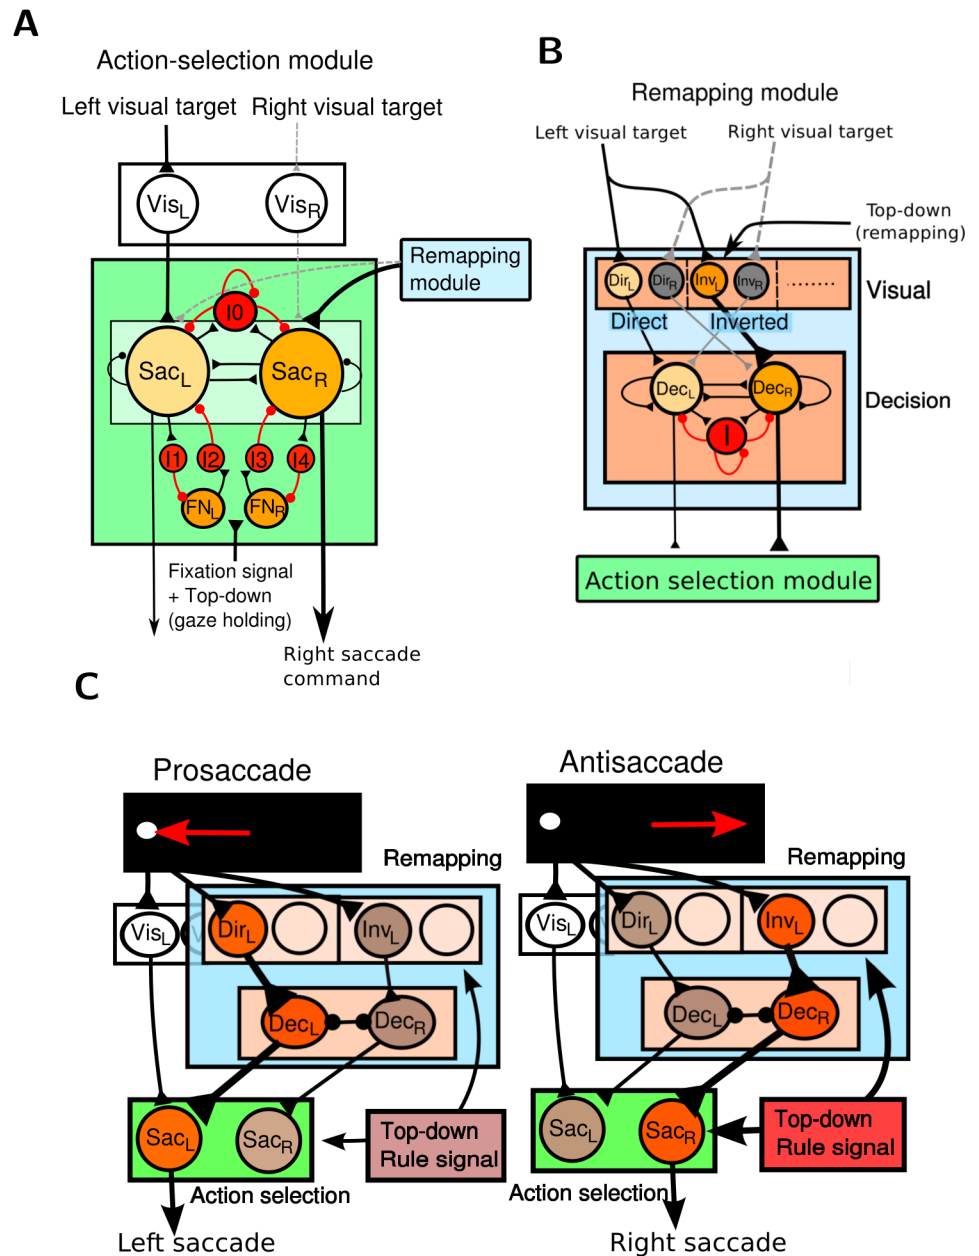 A
Action-selection module
Left visual target
Right visual target
VisL
VisR
Remapping
module
I0
SacL
SacR
I1
I2
I3
I4
FNL
FNR
Fixation signal
+ Top-down
(gaze holding)
Right saccade
command
B
Remapping module
Left visual target
Right visual target
Top-down
(remapping)
DirL
DirR
InvL
InvR
........
Visual
Direct
Inverted
DecL
DecR
Decision
I
Action selection module
C
Prosaccade
Remapping
VisL
DirL
InvL
DecL
DecR
SacL
SacR
Top-down
Rule signal
Action selection
Left saccade
Antisaccade
Remapping
VisL
DirL
InvL
DecL
DecR
SacL
SacR
Top-down
Rule signal
Action selection
Right saccade